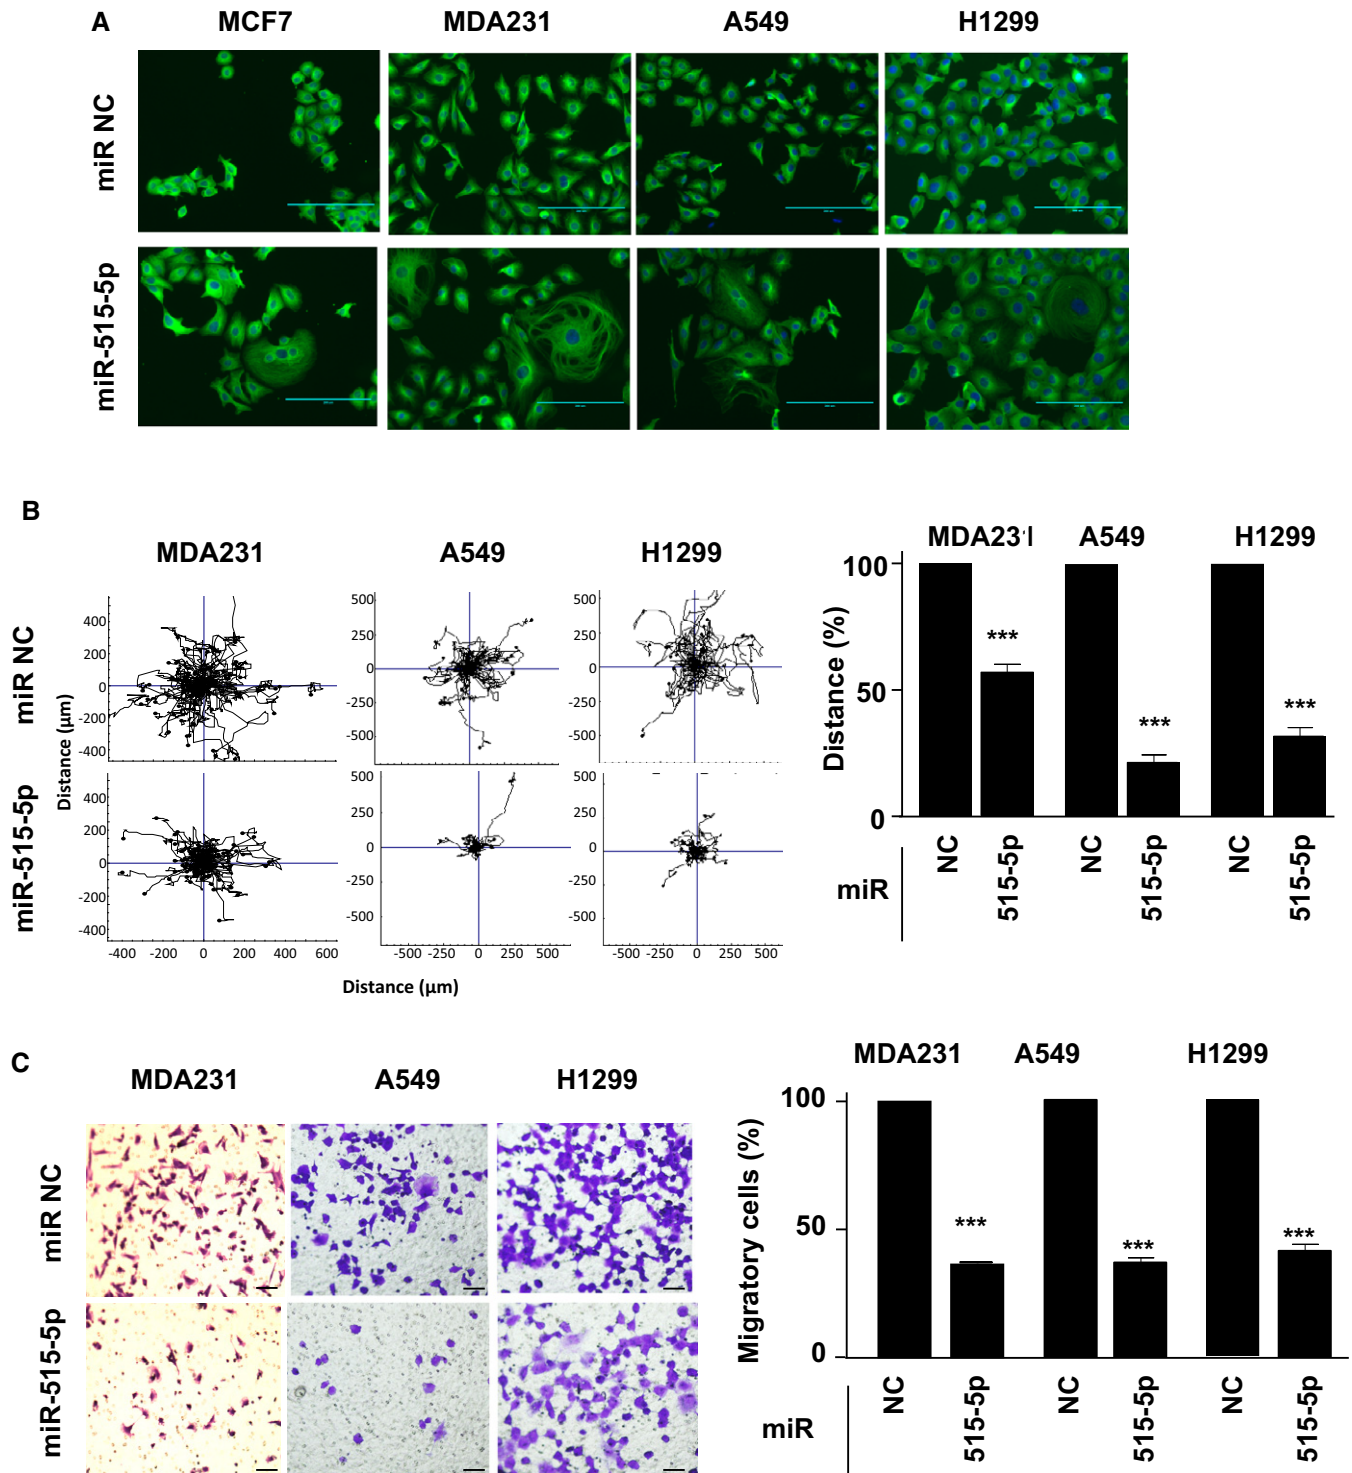 A
MCF7 MDA231 A549 H1299
miR NC
miR-515-5p
B
MDA231 A549 H1299
miR NC
miR-515-5p
Distance (µm)
400
200
0
-200
-400
500
250
0
-250
-500
500
250
0
-250
-500
400
200
0
-200
-400
500
250
0
-250
-500
500
250
0
-250
-500
-400 -200 0 200 400 600
-500 -250 0 250 500
-500 -250 0 250 500
Distance (µm)
MDA231 A549 H1299
Distance (%)
100
50
0
*** *** ***
miR
NC 515-5p NC 515-5p NC 515-5p
C
MDA231 A549 H1299
miR NC
miR-515-5p
MDA231 A549 H1299
Migratory cells (%)
100
50
0
*** *** ***
miR
NC 515-5p NC 515-5p NC 515-5p